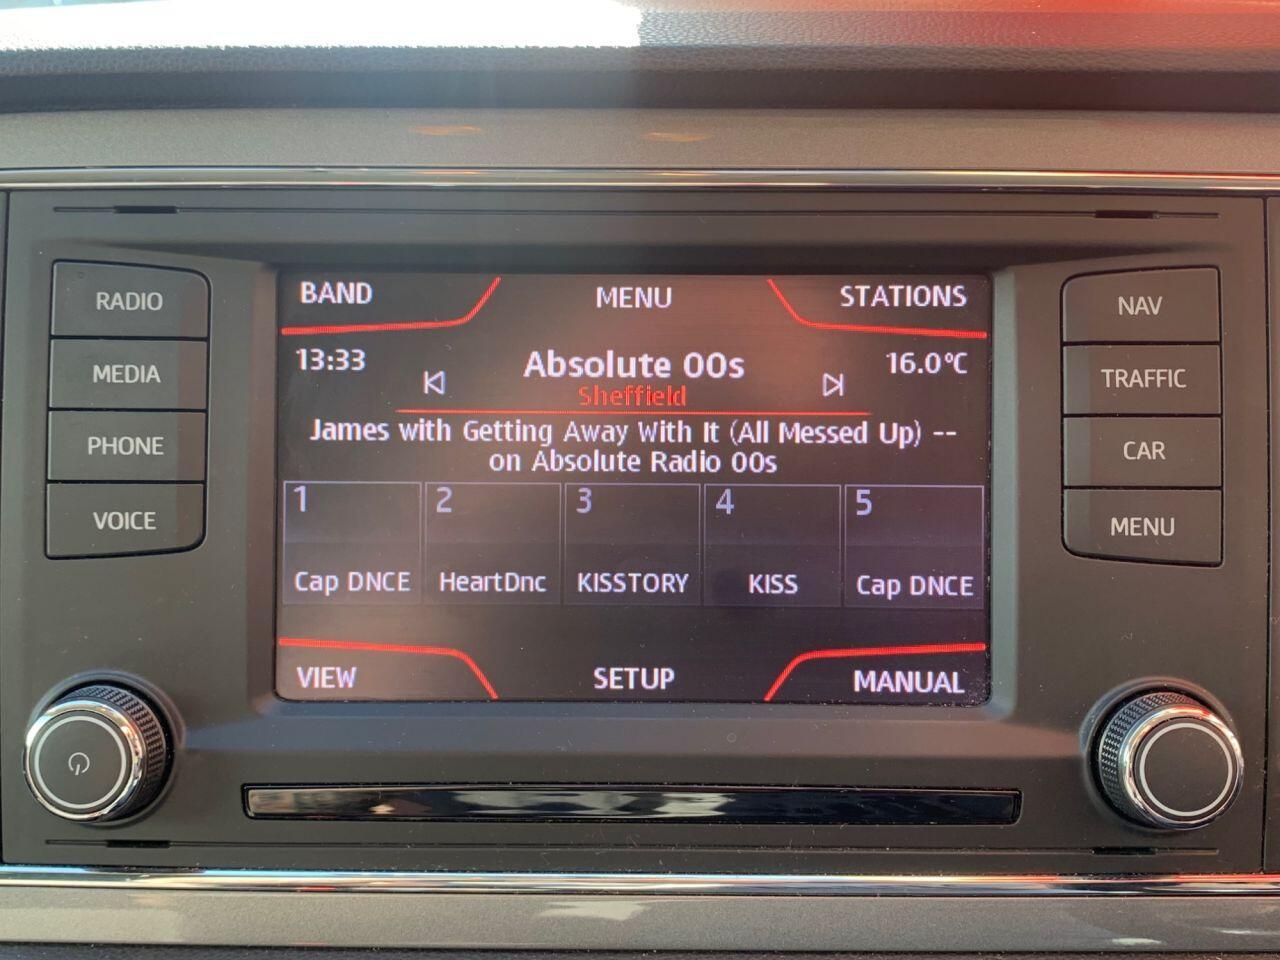 BAND MENU STATIONS
13:33 Absolute 00s 16.0°C
Sheffield
James with Getting Away With It (All Messed Up) --
on Absolute Radio 00s
1 2 3 4 5
Cap DNCE HeartDnc KISSTORY KISS Cap DNCE
VIEW SETUP MANUAL
RADIO
MEDIA
PHONE
VOICE
NAV
TRAFFIC
CAR
MENU